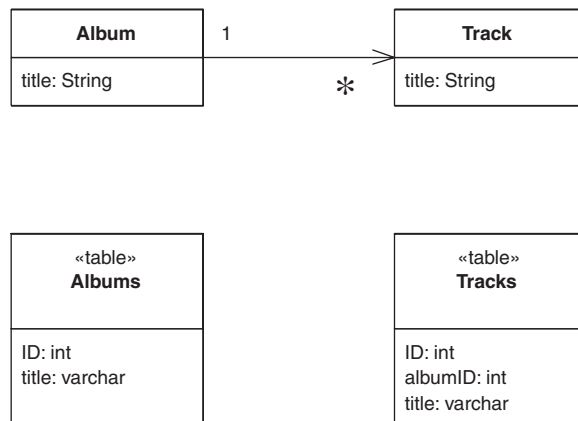 Album
1
Track
title: String
*
title: String
«table»
Albums
«table»
Tracks
ID: int
title: varchar
ID: int
albumID: int
title: varchar